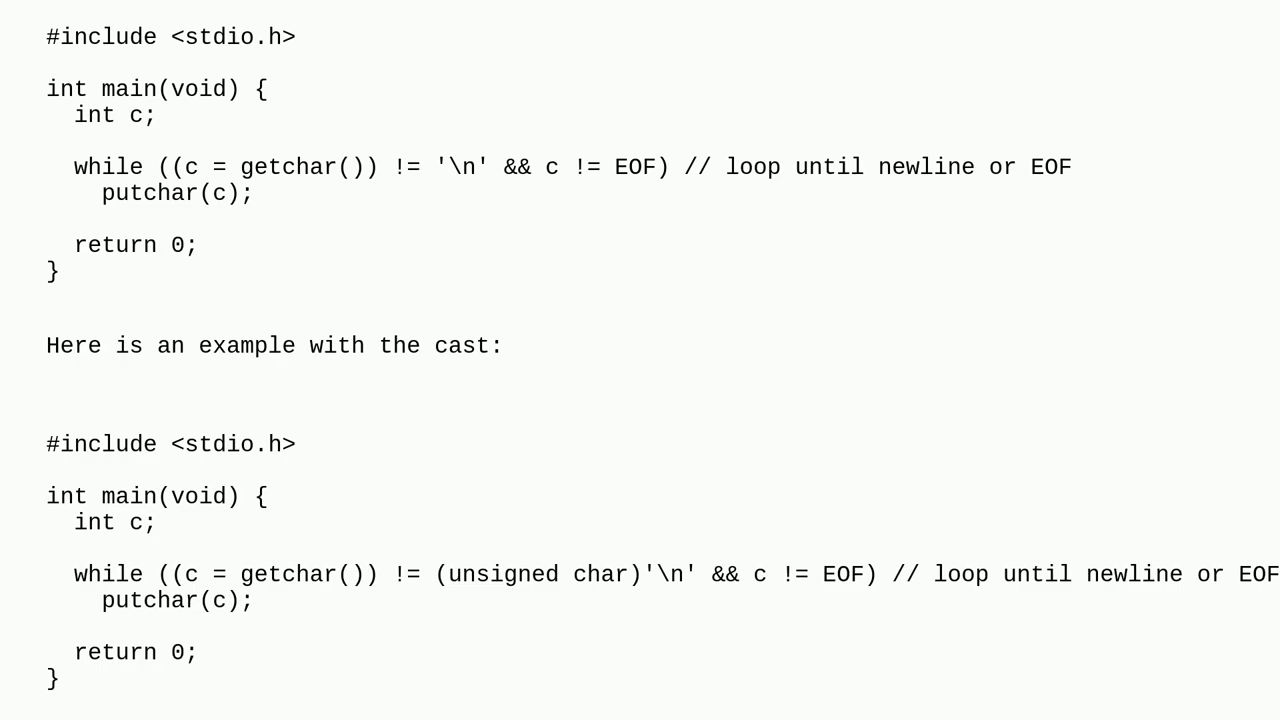 #include <stdio.h>
int main(void) {
int c;
while ((c = getchar()) != '\n' && c != EOF) // loop until newline or EOF
putchar(c);
return 0;
}
Here is an example with the cast:
#include <stdio.h>
int main(void) {
int c;
while ((c = getchar()) != (unsigned char)'\n' && c != EOF) // loop until newline or EOF
putchar(c);
return 0;
}